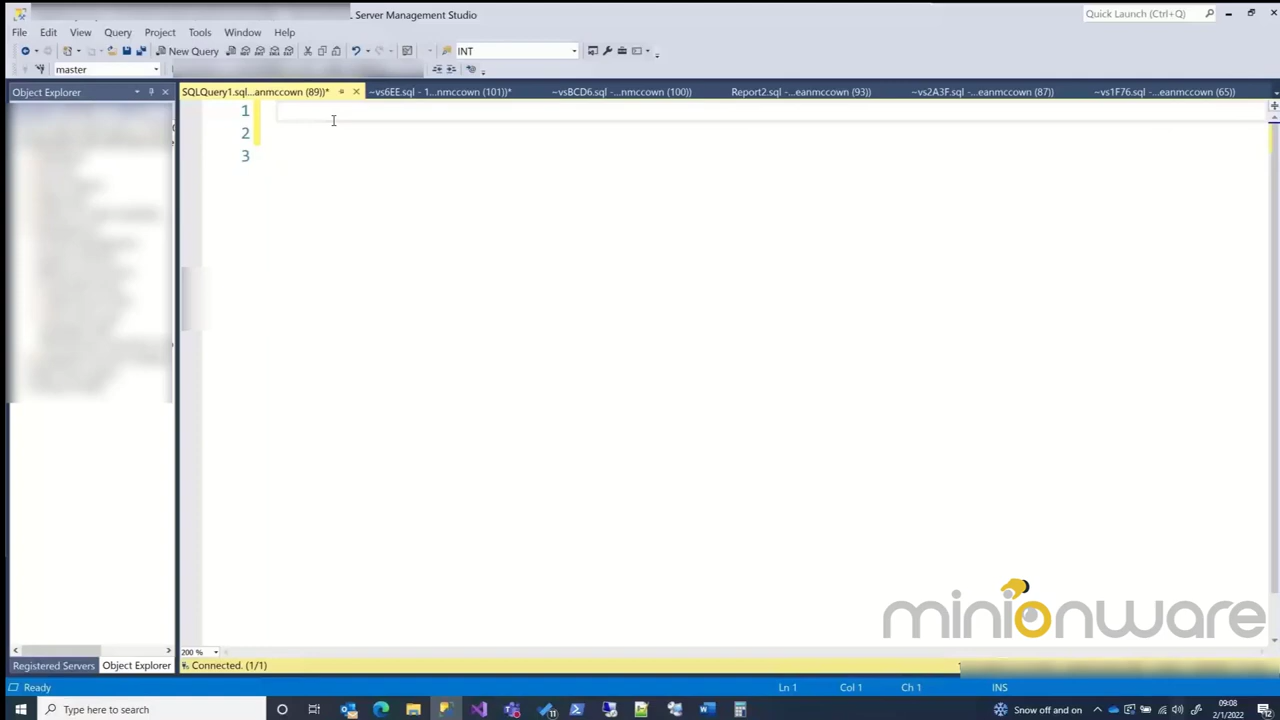 Server Management Studio
Quick Launch (Ctrl+Q)
File Edit View Query Project Tools Window Help
New Query
INT
master
Object Explorer
SQLQuery1.sql...anmccown (89))*
~vs6EE.sql - 1...nmccown (101))*
~vsBCD6.sql -...nmccown (100))
Report2.sql -...eanmccown (93))
~vs2A3F.sql -...eanmccown (87))
~vs1F76.sql -...eanmccown (65))
1
2
3
minionware
200 %
Registered Servers
Object Explorer
Connected. (1/1)
Ready
Ln 1
Col 1
Ch 1
INS
Type here to search
Snow off and on
09:08
2/1/2022